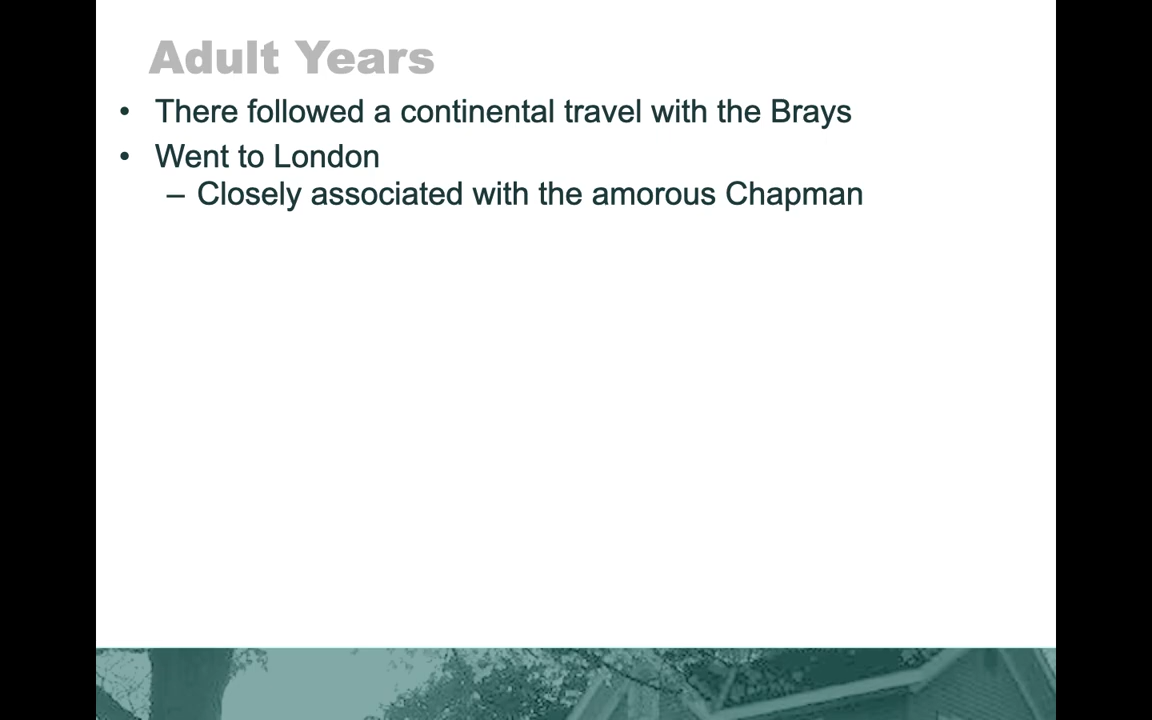 Adult Years
• There followed a continental travel with the Brays
• Went to London
– Closely associated with the amorous Chapman